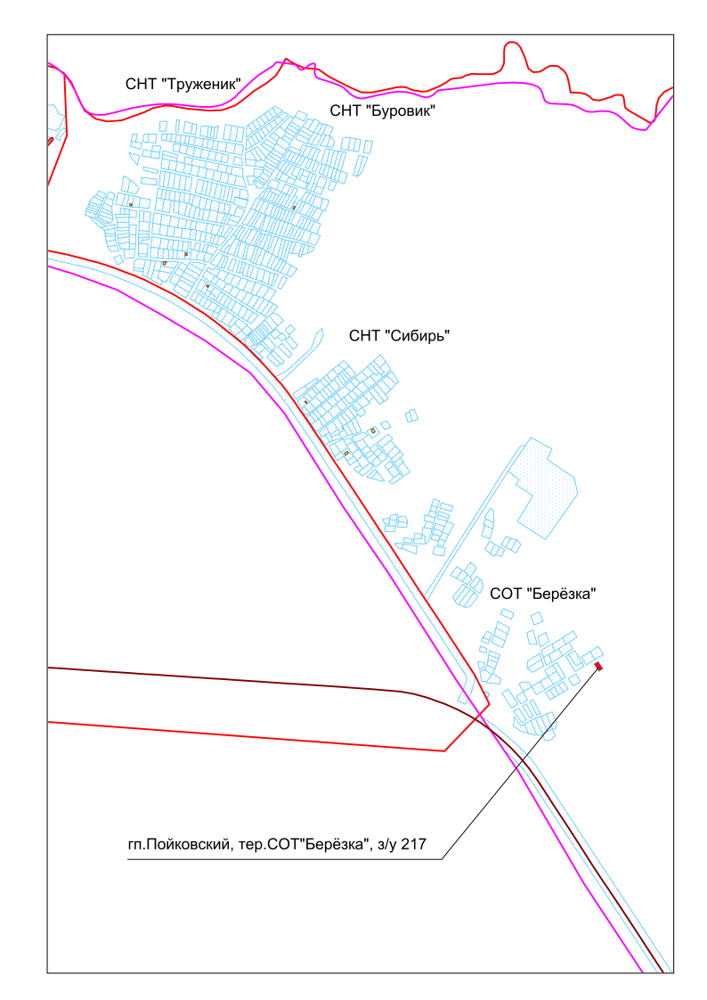 СНТ "Труженик"
СНТ "Буровик"
СНТ "Сибирь"
СОТ "Берёзка"
гп.Пойковский, тер.СОТ"Берёзка", з/у 217